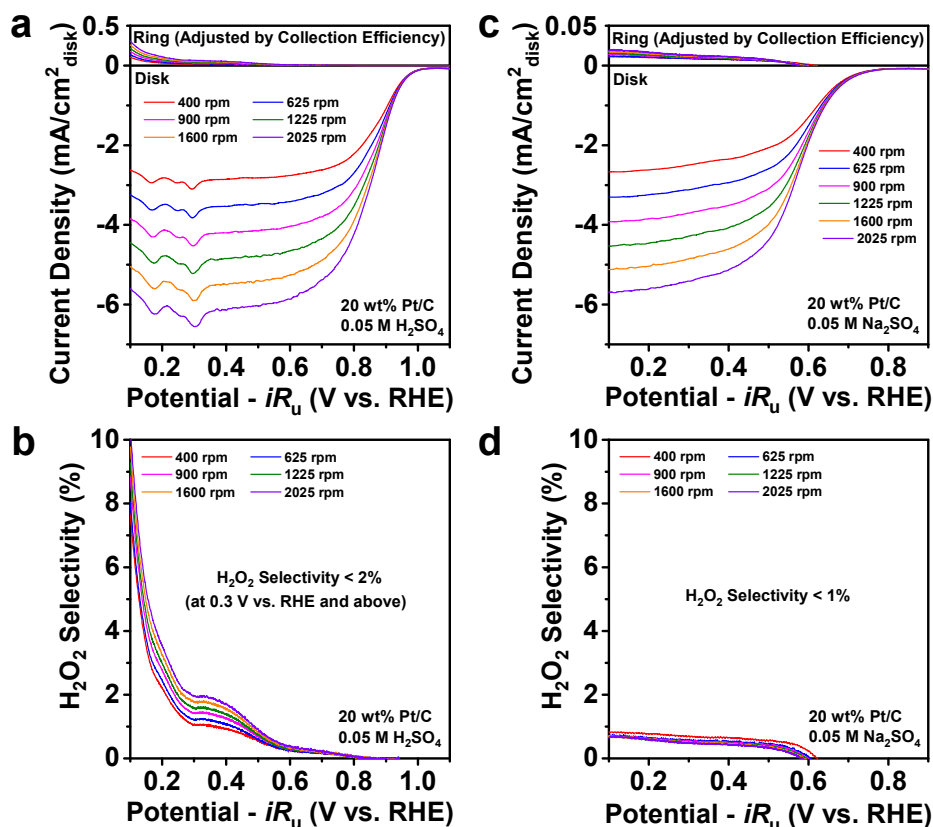 a
Current Density (mA/cm²disk)
0.5
0
-2
-4
-6
Ring (Adjusted by Collection Efficiency)
Disk
400 rpm 625 rpm
900 rpm 1225 rpm
1600 rpm 2025 rpm
20 wt% Pt/C
0.05 M H₂SO₄
0.2 0.4 0.6 0.8 1.0
Potential - iRᵤ (V vs. RHE)
c
Current Density (mA/cm²disk)
0.05
0
-2
-4
-6
Ring (Adjusted by Collection Efficiency)
Disk
400 rpm
625 rpm
900 rpm
1225 rpm
1600 rpm
2025 rpm
20 wt% Pt/C
0.05 M Na₂SO₄
0.2 0.4 0.6 0.8
Potential - iRᵤ (V vs. RHE)
b
H₂O₂ Selectivity (%)
10
8
6
4
2
0
400 rpm 625 rpm
900 rpm 1225 rpm
1600 rpm 2025 rpm
H₂O₂ Selectivity < 2%
(at 0.3 V vs. RHE and above)
20 wt% Pt/C
0.05 M H₂SO₄
0.2 0.4 0.6 0.8 1.0
Potential - iRᵤ (V vs. RHE)
d
H₂O₂ Selectivity (%)
10
8
6
4
2
0
400 rpm 625 rpm
900 rpm 1225 rpm
1600 rpm 2025 rpm
H₂O₂ Selectivity < 1%
20 wt% Pt/C
0.05 M Na₂SO₄
0.2 0.4 0.6 0.8
Potential - iRᵤ (V vs. RHE)